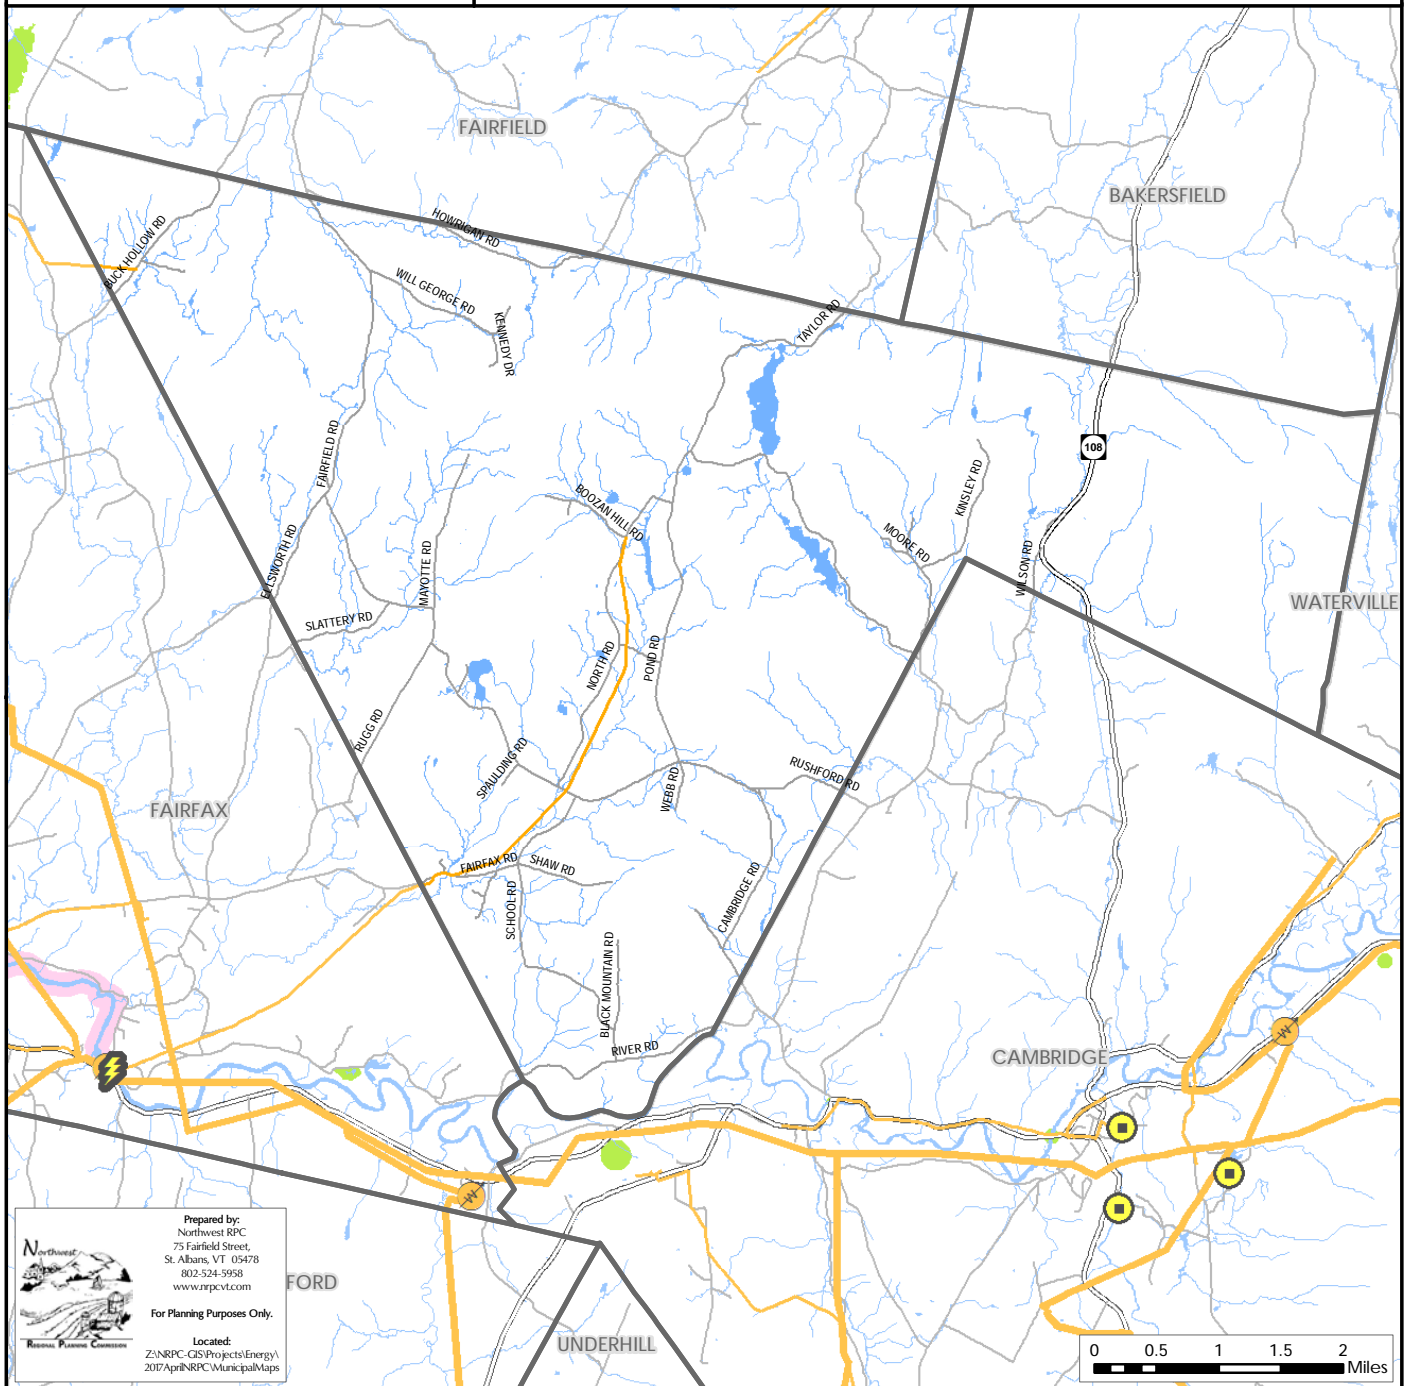 FAIRFIELD
BAKERSFIELD
HOWRIGAN RD
BUCK HOLLOW RD
WILL GEORGE RD
KENNEDY DR
TAYLOR RD
108
FAIRFIELD RD
KINSLEY RD
BOOZAN HILL RD
MOORE RD
ELLSWORTH RD
MAYOTTE RD
WILSON RD
WATERVILLE
SLATTERY RD
NORTH RD
POND RD
RUGG RD
SPAULDING RD
WEBB RD
RUSHFORD RD
FAIRFAX
FAIRFAX RD
SHAW RD
SCHOOL RD
CAMBRIDGE RD
BLACK MOUNTAIN RD
RIVER RD
CAMBRIDGE
W
W
FORD
UNDERHILL
Northwest
REGIONAL PLANNING COMMISSION
Prepared by:
Northwest RPC
75 Fairfield Street,
St. Albans, VT 05478
802-524-5958
www.nrpcvt.com
For Planning Purposes Only.
Located:
Z:\NRPC-GIS\Projects\Energy\
2017AprilNRPC\MunicipalMaps
0 0.5 1 1.5 2
Miles